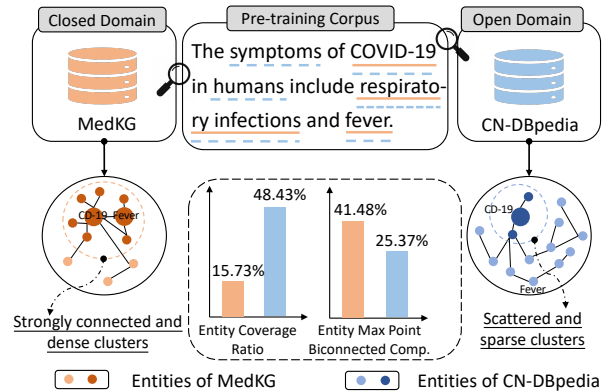 Closed Domain
Pre-training Corpus
Open Domain
The symptoms of COVID-19
in humans include respirato-
ry infections and fever.
MedKG
CN-DBpedia
CD-19 Fever
48.43%
15.73%
Entity Coverage
Ratio
41.48%
25.37%
Entity Max Point
Biconnected Comp.
CD-19
Fever
Strongly connected and
dense clusters
Scattered and
sparse clusters
Entities of MedKG
Entities of CN-DBpedia